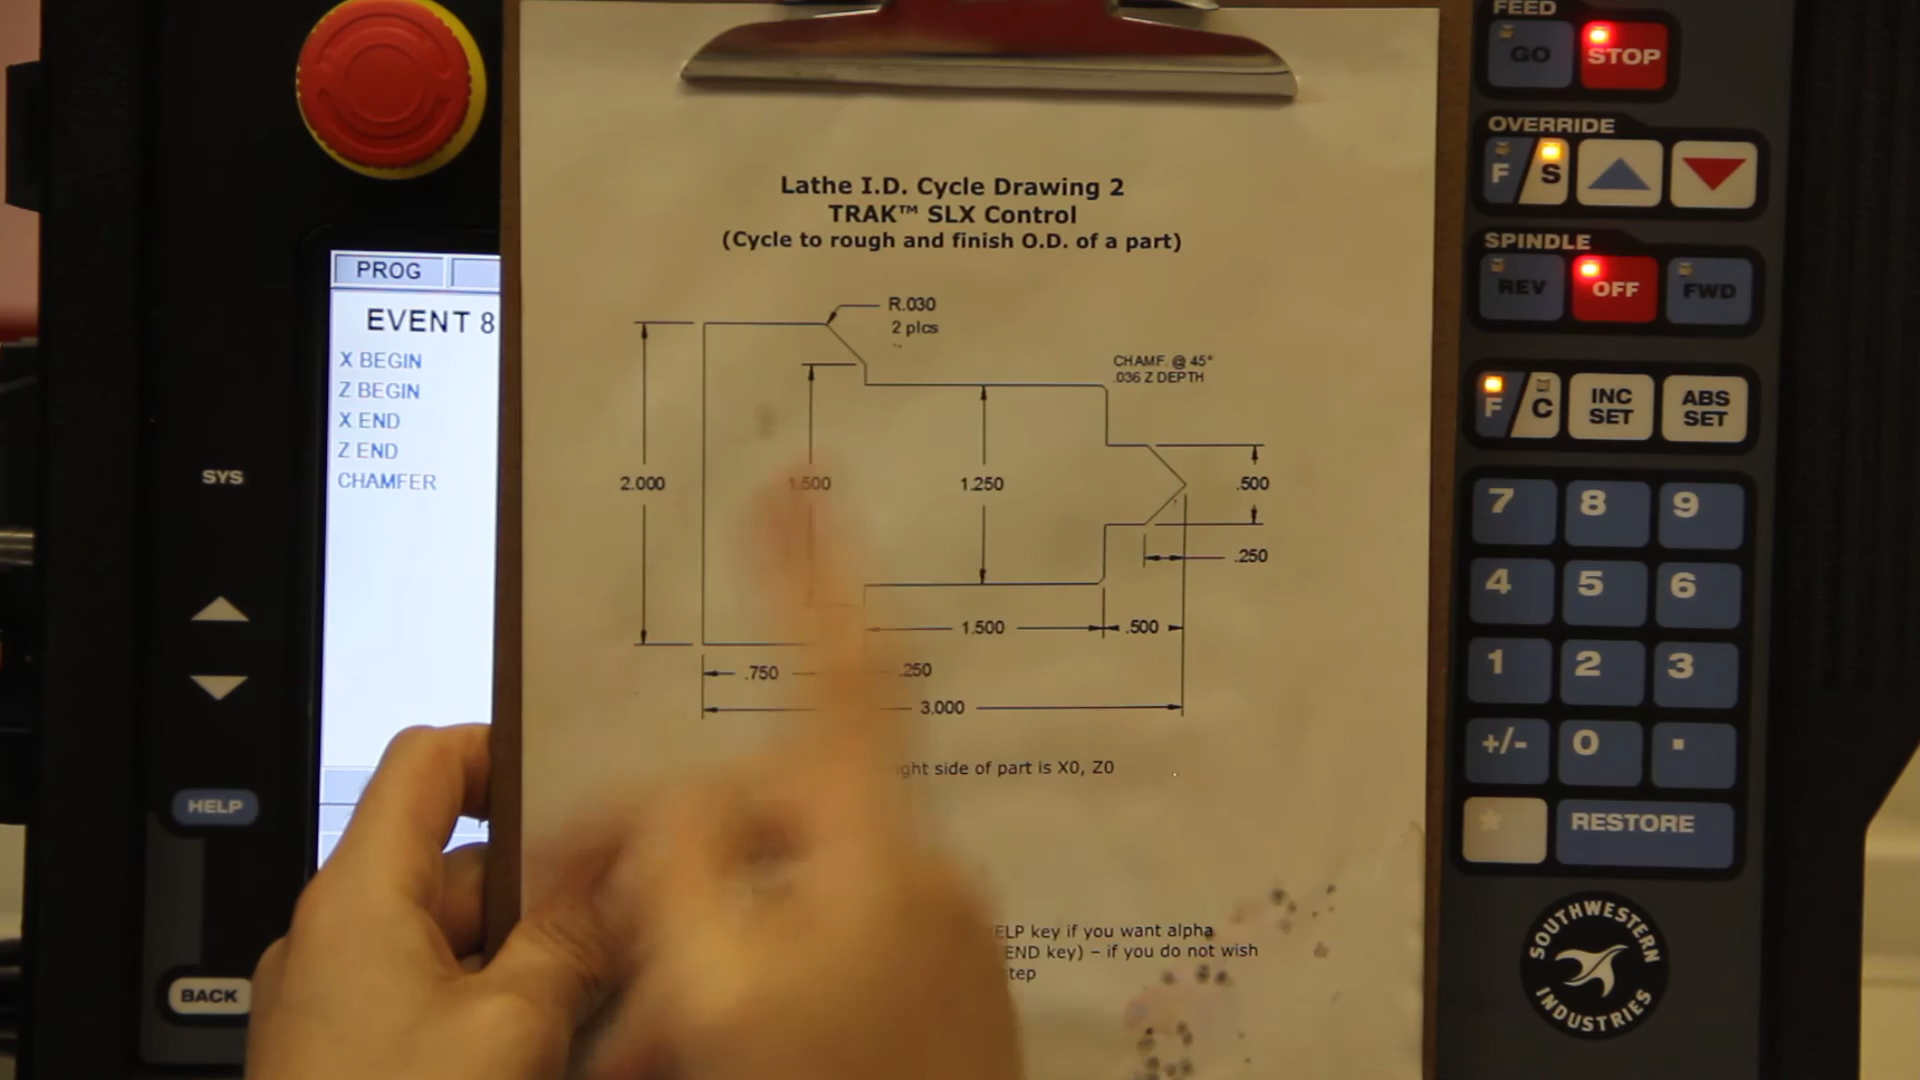 FEED
GO
STOP
OVERRIDE
F
S
Lathe I.D. Cycle Drawing 2
TRAK™ SLX Control
(Cycle to rough and finish O.D. of a part)
SPINDLE
REV
OFF
FWD
PROG
EVENT 8
X BEGIN
Z BEGIN
X END
Z END
CHAMFER
R.030
2 plcs
CHAMF. @ 45°
.036 Z DEPTH
F
C
INC
SET
ABS
SET
SYS
2.000
1.500
1.250
.500
.250
1.500
.500
.750
.250
3.000
7
8
9
4
5
6
1
2
3
+/-
0
.
*
RESTORE
side of part is X0, Z0
HELP
key if you want alpha
END key) – if you do not wish
BACK
SOUTHWESTERN
INDUSTRIES